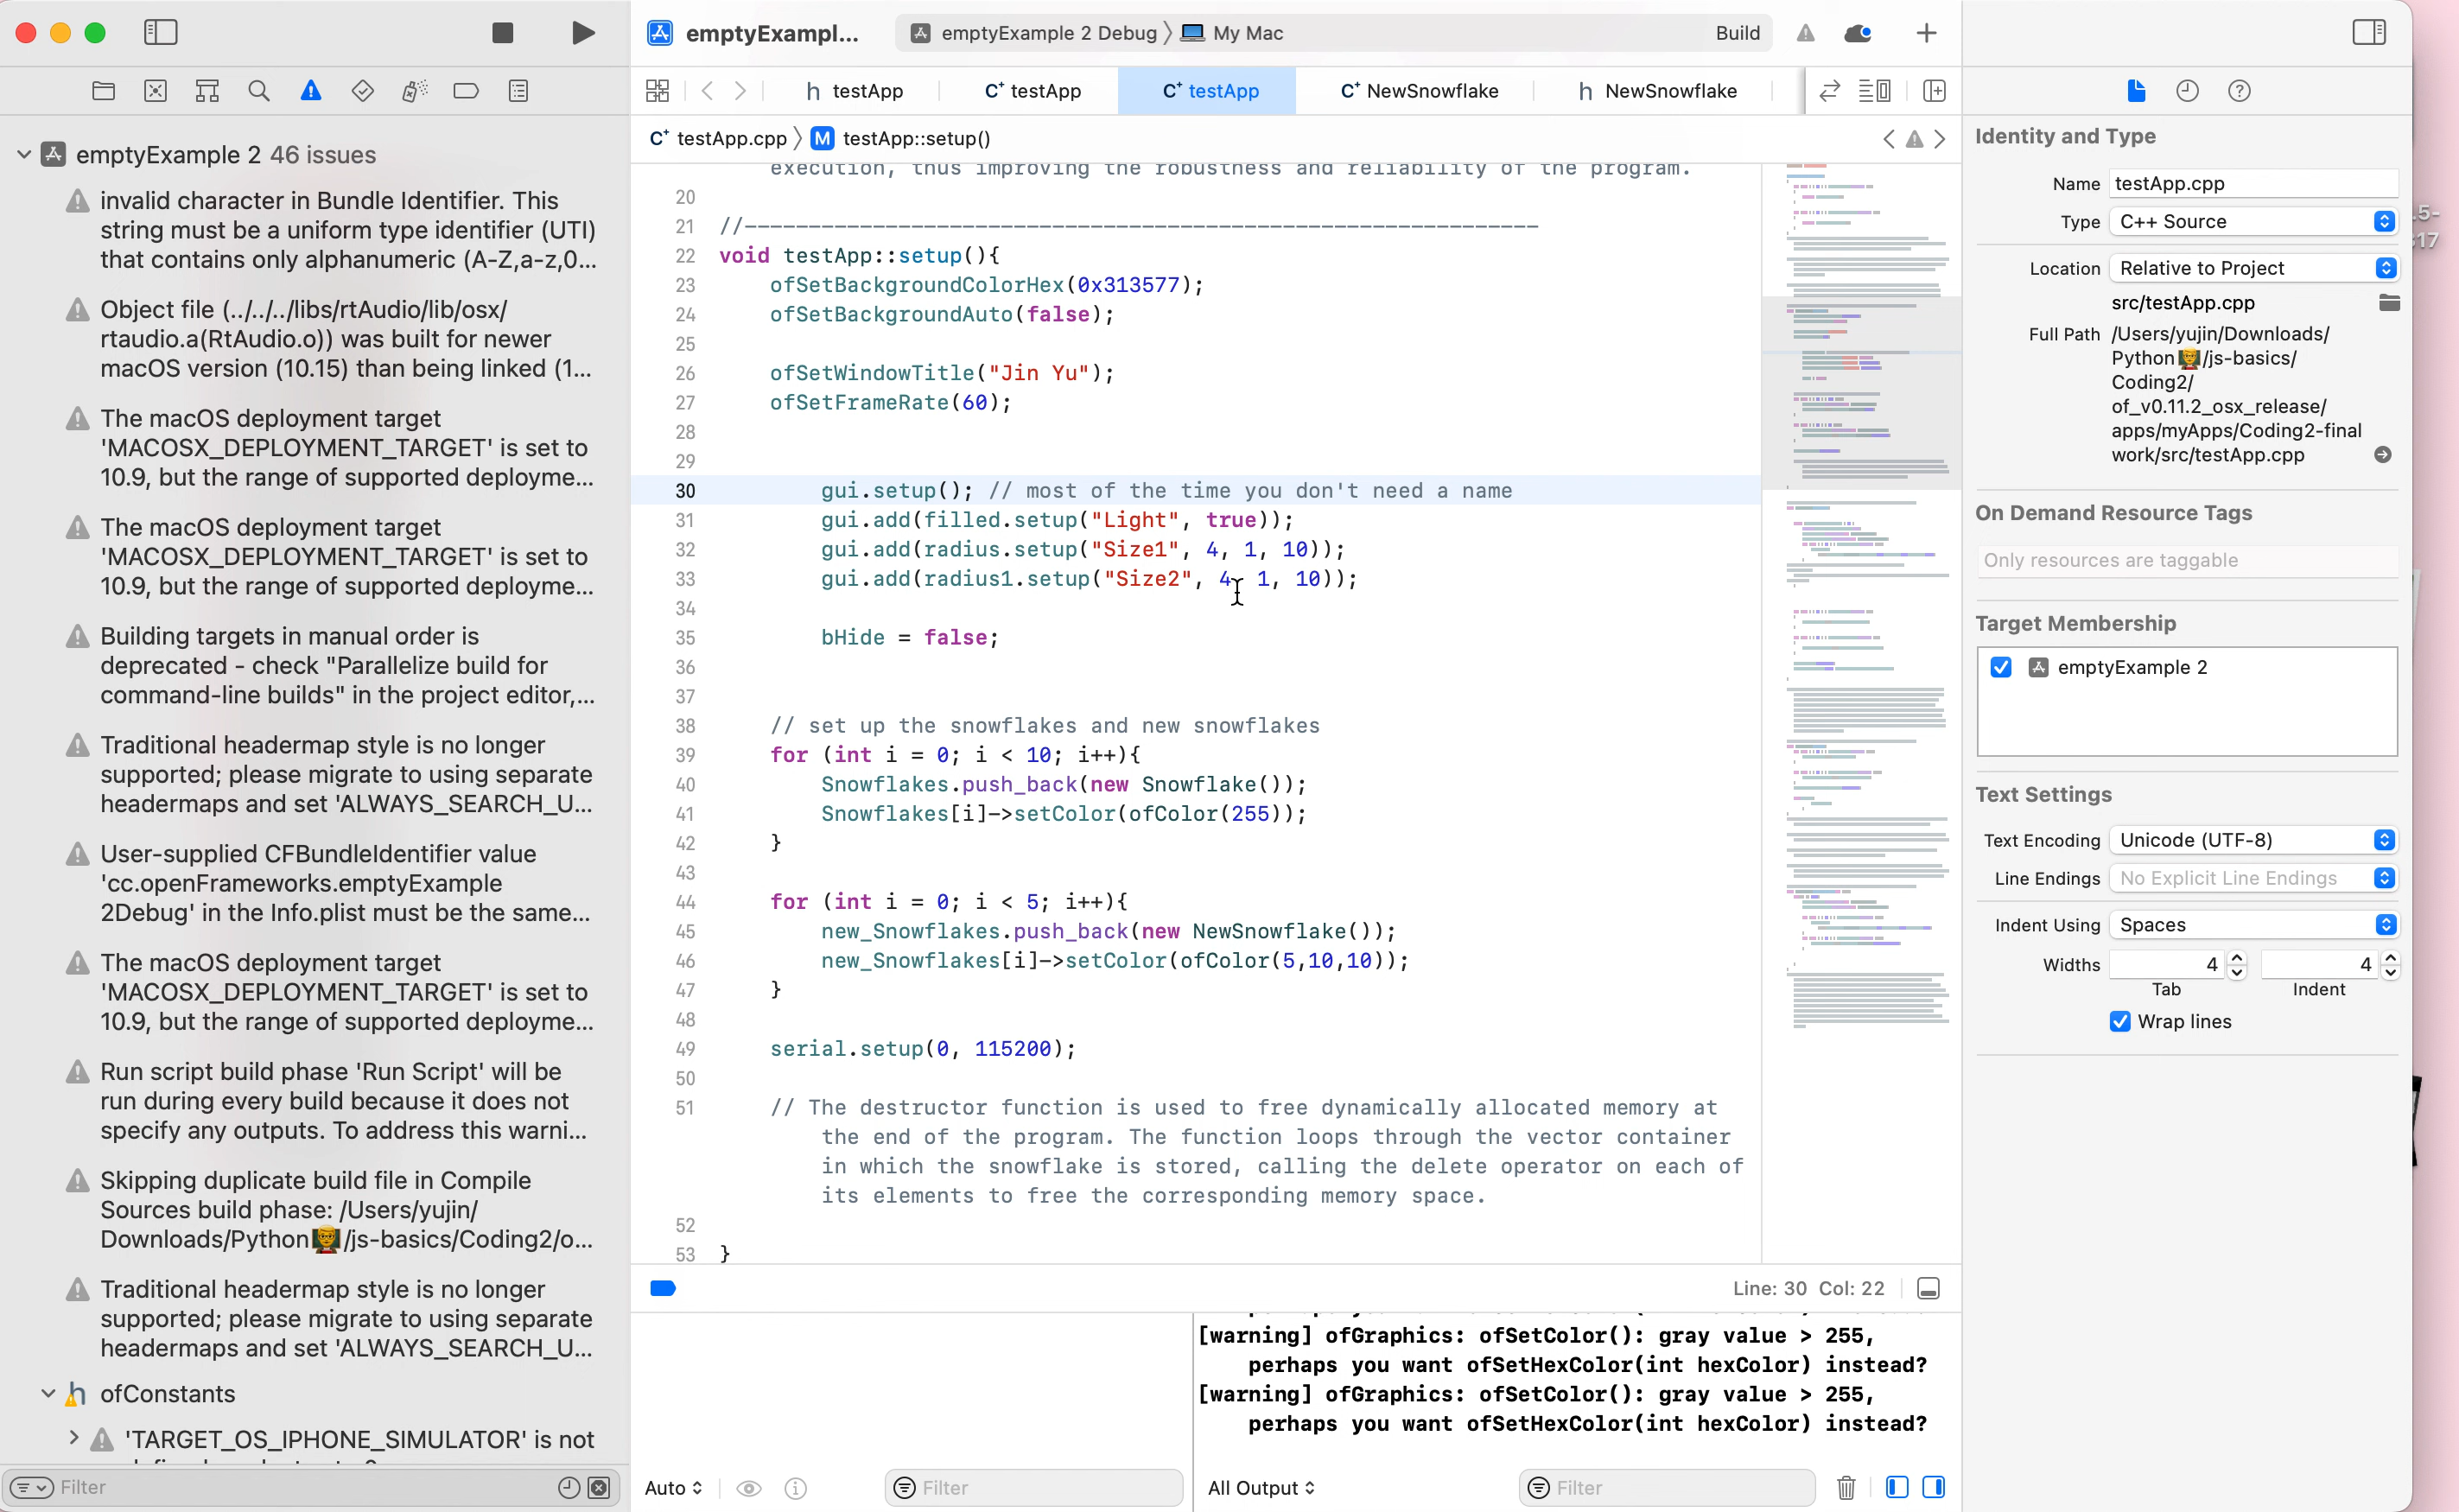 emptyExampl...
emptyExample 2 Debug
My Mac
Build
testApp
testApp
testApp
NewSnowflake
NewSnowflake
testApp.cpp
M
testApp::setup()
emptyExample 2 46 issues
invalid character in Bundle Identifier. This
string must be a uniform type identifier (UTI)
that contains only alphanumeric (A-Z,a-z,0...
Object file (../../../libs/rtAudio/lib/osx/
rtaudio.a(RtAudio.o)) was built for newer
macOS version (10.15) than being linked (1...
The macOS deployment target
'MACOSX_DEPLOYMENT_TARGET' is set to
10.9, but the range of supported deployme...
The macOS deployment target
'MACOSX_DEPLOYMENT_TARGET' is set to
10.9, but the range of supported deployme...
Building targets in manual order is
deprecated - check "Parallelize build for
command-line builds" in the project editor,...
Traditional headermap style is no longer
supported; please migrate to using separate
headermaps and set 'ALWAYS_SEARCH_U...
User-supplied CFBundleIdentifier value
'cc.openFrameworks.emptyExample
2Debug' in the Info.plist must be the same...
The macOS deployment target
'MACOSX_DEPLOYMENT_TARGET' is set to
10.9, but the range of supported deployme...
Run script build phase 'Run Script' will be
run during every build because it does not
specify any outputs. To address this warni...
Skipping duplicate build file in Compile
Sources build phase: /Users/yujin/
Downloads/Python👩‍🏫/js-basics/Coding2/o...
Traditional headermap style is no longer
supported; please migrate to using separate
headermaps and set 'ALWAYS_SEARCH_U...
h ofConstants
'TARGET_OS_IPHONE_SIMULATOR' is not
Filter
execution, thus improving the robustness and reliability of the program.
20
21 //--------------------------------------------------------------
22 void testApp::setup(){
23 ofSetBackgroundColorHex(0x313577);
24 ofSetBackgroundAuto(false);
25
26 ofSetWindowTitle("Jin Yu");
27 ofSetFrameRate(60);
28
29
30 gui.setup(); // most of the time you don't need a name
31 gui.add(filled.setup("Light", true));
32 gui.add(radius.setup("Size1", 4, 1, 10));
33 gui.add(radius1.setup("Size2", 4, 1, 10));
34
35 bHide = false;
36
37
38 // set up the snowflakes and new snowflakes
39 for (int i = 0; i < 10; i++){
40 Snowflakes.push_back(new Snowflake());
41 Snowflakes[i]->setColor(ofColor(255));
42 }
43
44 for (int i = 0; i < 5; i++){
45 new_Snowflakes.push_back(new NewSnowflake());
46 new_Snowflakes[i]->setColor(ofColor(5,10,10));
47 }
48
49 serial.setup(0, 115200);
50
51 // The destructor function is used to free dynamically allocated memory at
the end of the program. The function loops through the vector container
in which the snowflake is stored, calling the delete operator on each of
its elements to free the corresponding memory space.
52
53 }
Line: 30 Col: 22
[warning] ofGraphics: ofSetColor(): gray value > 255,
perhaps you want ofSetHexColor(int hexColor) instead?
[warning] ofGraphics: ofSetColor(): gray value > 255,
perhaps you want ofSetHexColor(int hexColor) instead?
Auto
Filter
All Output
Filter
Identity and Type
Name testApp.cpp
Type C++ Source
Location Relative to Project
src/testApp.cpp
Full Path /Users/yujin/Downloads/
Python👩‍🏫/js-basics/
Coding2/
of_v0.11.2_osx_release/
apps/myApps/Coding2-final
work/src/testApp.cpp
On Demand Resource Tags
Only resources are taggable
Target Membership
emptyExample 2
Text Settings
Text Encoding Unicode (UTF-8)
Line Endings No Explicit Line Endings
Indent Using Spaces
Widths 4 4
Tab Indent
Wrap lines